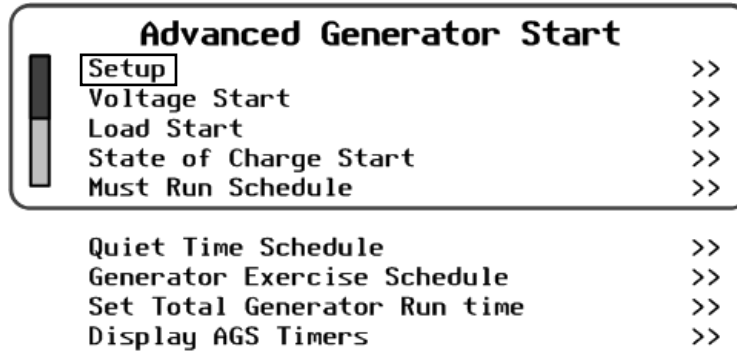 Advanced Generator Start
Setup >>
Voltage Start >>
Load Start >>
State of Charge Start >>
Must Run Schedule >>
Quiet Time Schedule >>
Generator Exercise Schedule >>
Set Total Generator Run time >>
Display AGS Timers >>